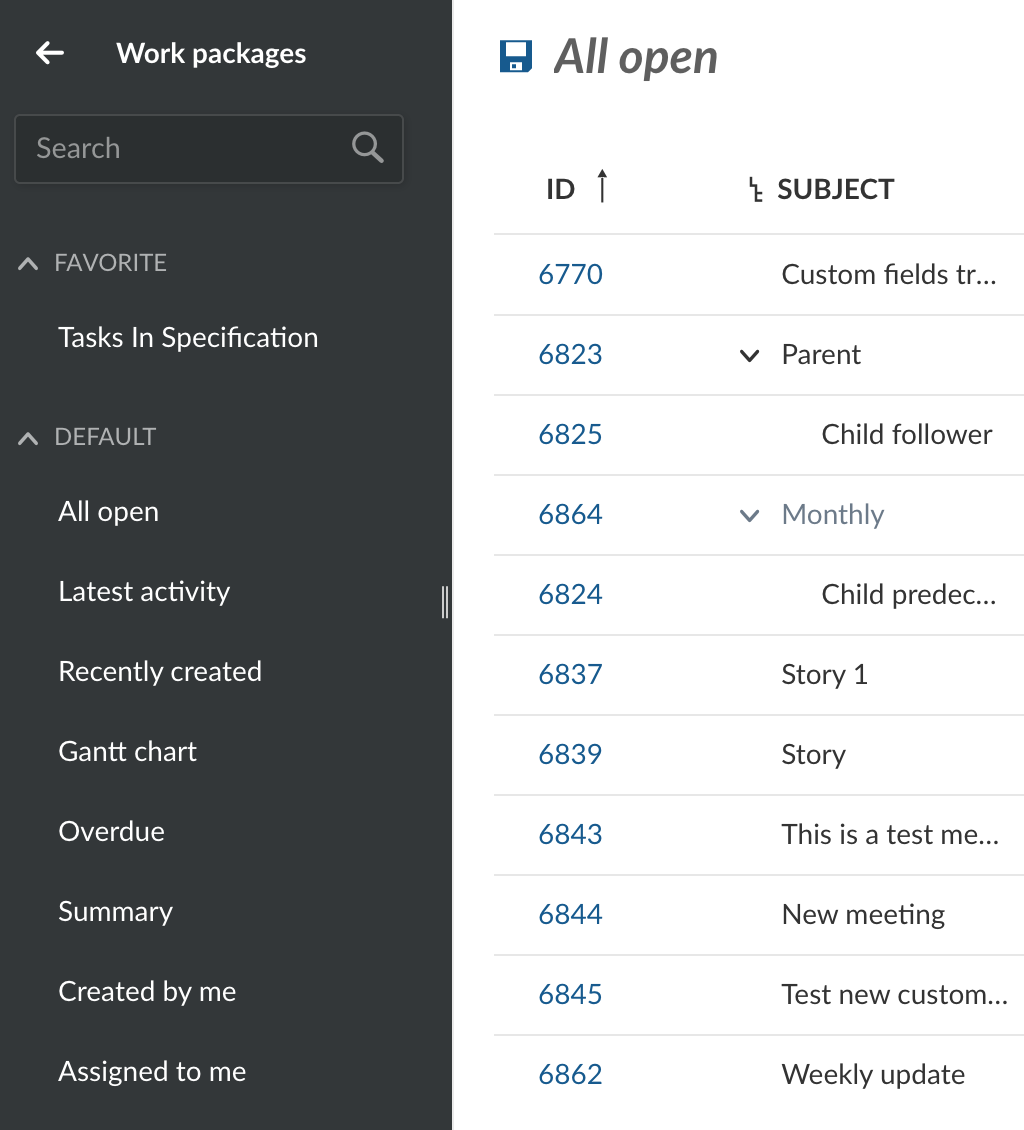 Work packages
Search
FAVORITE
Tasks In Specification
DEFAULT
All open
Latest activity
Recently created
Gantt chart
Overdue
Summary
Created by me
Assigned to me
All open
ID SUBJECT
6770 Custom fields tr...
6823 Parent
6825 Child follower
6864 Monthly
6824 Child predec...
6837 Story 1
6839 Story
6843 This is a test me...
6844 New meeting
6845 Test new custom...
6862 Weekly update